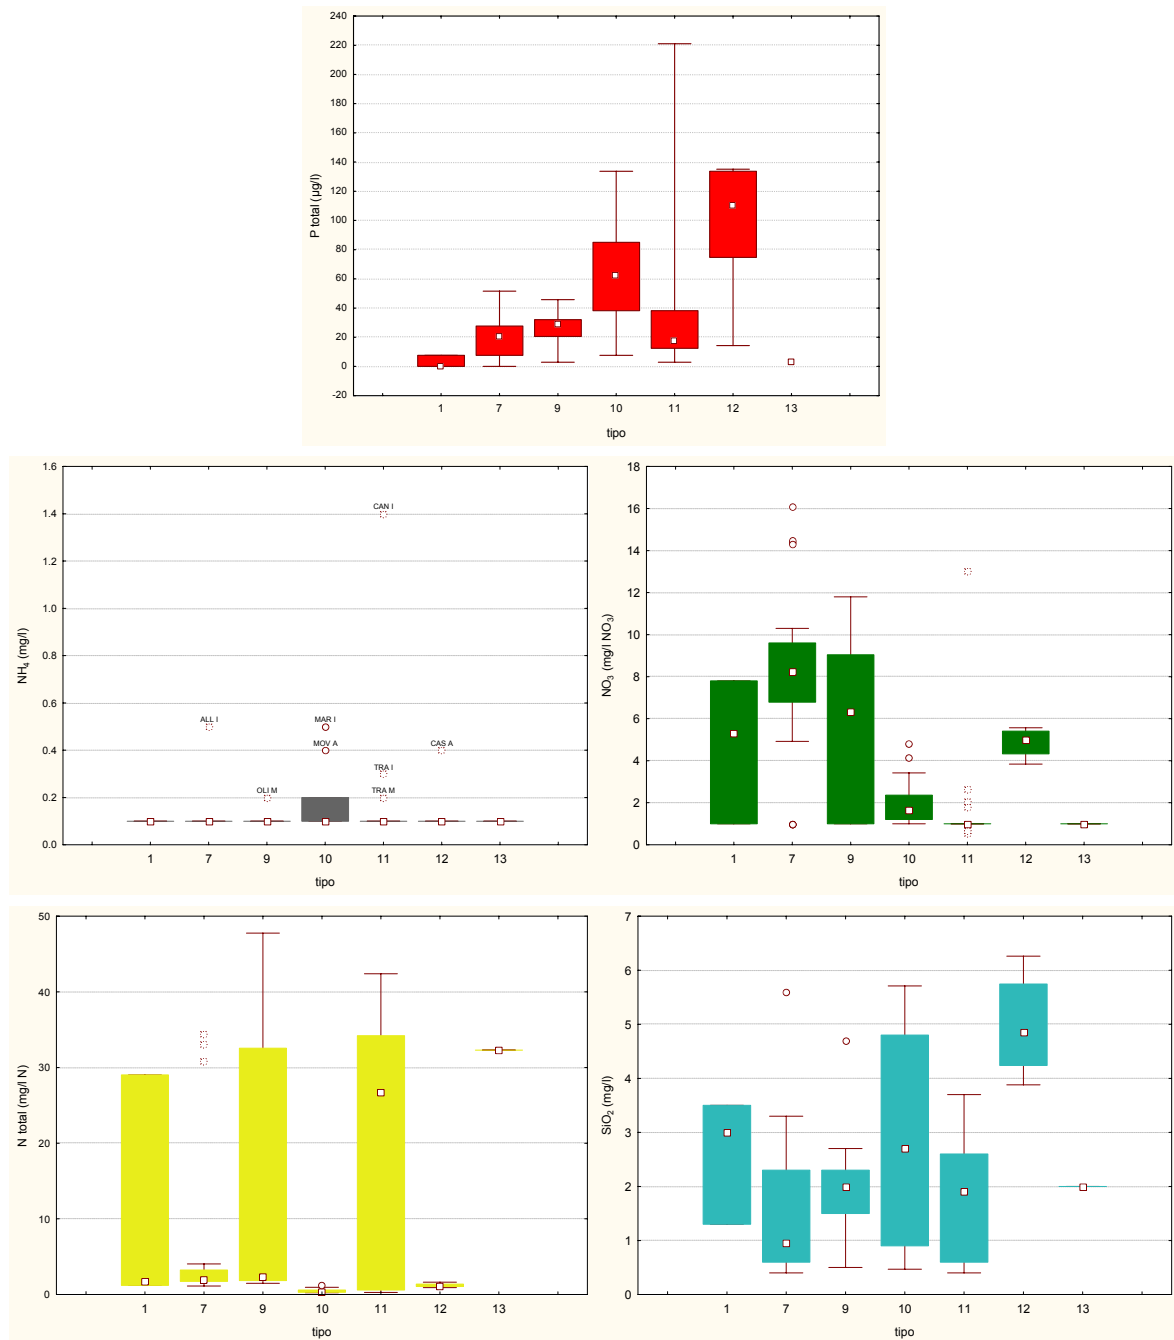 240
220
200
180
160
140
120
100
80
60
40
20
0
-20
P total (µg/l)
1 7 9 10 11 12 13
tipo
1.6
1.4
1.2
1.0
0.8
0.6
0.4
0.2
0.0
NH4 (mg/l)
CAN I
ALL I
MAR I
MOV A
CAS A
TRA I
OLI M
TRA M
1 7 9 10 11 12 13
tipo
18
16
14
12
10
8
6
4
2
0
NO3 (mg/l NO3)
1 7 9 10 11 12 13
tipo
50
40
30
20
10
0
N total (mg/l N)
1 7 9 10 11 12 13
tipo
7
6
5
4
3
2
1
0
SiO2 (mg/l)
1 7 9 10 11 12 13
tipo